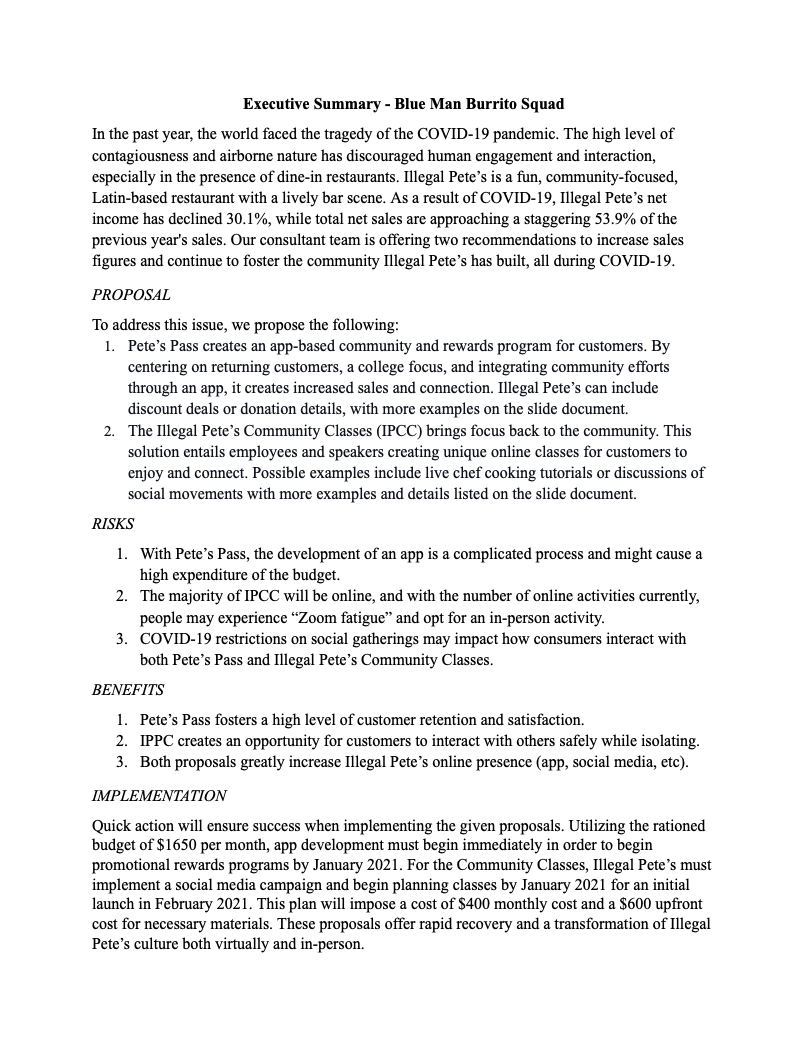 Executive Summary - Blue Man Burrito Squad
In the past year, the world faced the tragedy of the COVID-19 pandemic. The high level of
contagiousness and airborne nature has discouraged human engagement and interaction,
especially in the presence of dine-in restaurants. Illegal Pete's is a fun, community-focused,
Latin-based restaurant with a lively bar scene. As a result of COVID-19, Illegal Pete's net
income has declined 30.1%, while total net sales are approaching a staggering 53.9% of the
previous year's sales. Our consultant team is offering two recommendations to increase sales
figures and continue to foster the community Illegal Pete's has built, all during COVID-19.
PROPOSAL
To address this issue, we propose the following:
1. Pete's Pass creates an app-based community and rewards program for customers. By
centering on returning customers, a college focus, and integrating community efforts
through an app, it creates increased sales and connection. Illegal Pete's can include
discount deals or donation details, with more examples on the slide document.
2. The Illegal Pete's Community Classes (IPCC) brings focus back to the community. This
solution entails employees and speakers creating unique online classes for customers to
enjoy and connect. Possible examples include live chef cooking tutorials or discussions of
social movements with more examples and details listed on the slide document.
RISKS
1. With Pete's Pass, the development of an app is a complicated process and might cause a
high expenditure of the budget.
2. The majority of IPCC will be online, and with the number of online activities currently,
people may experience “Zoom fatigue” and opt for an in-person activity.
3. COVID-19 restrictions on social gatherings may impact how consumers interact with
both Pete's Pass and Illegal Pete's Community Classes.
BENEFITS
1. Pete's Pass fosters a high level of customer retention and satisfaction.
2. IPPC creates an opportunity for customers to interact with others safely while isolating.
3. Both proposals greatly increase Illegal Pete's online presence (app, social media, etc).
IMPLEMENTATION
Quick action will ensure success when implementing the given proposals. Utilizing the rationed
budget of $1650 per month, app development must begin immediately in order to begin
promotional rewards programs by January 2021. For the Community Classes, Illegal Pete's must
implement a social media campaign and begin planning classes by January 2021 for an initial
launch in February 2021. This plan will impose a cost of $400 monthly cost and a $600 upfront
cost for necessary materials. These proposals offer rapid recovery and a transformation of Illegal
Pete's culture both virtually and in-person.